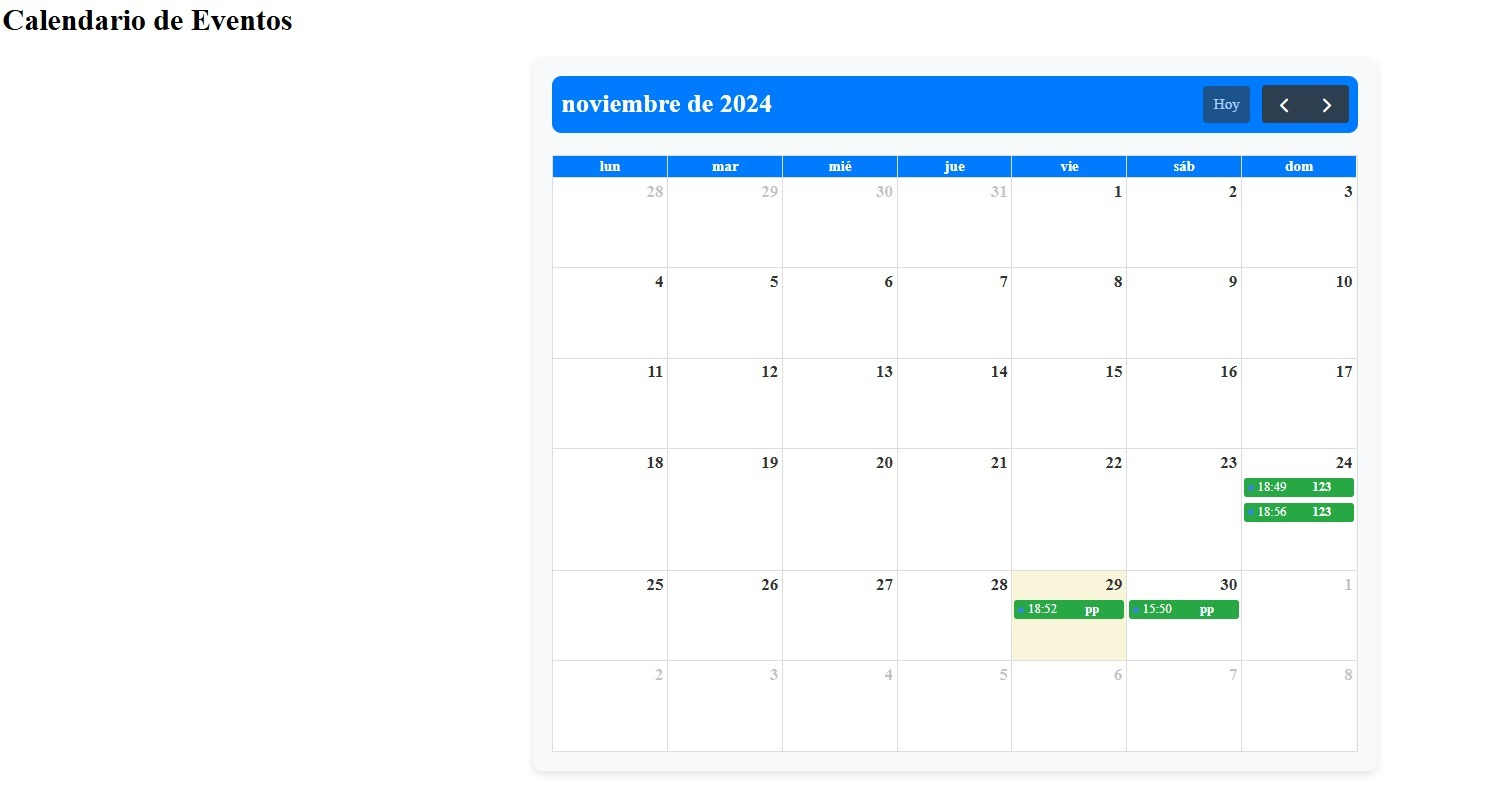 Calendario de Eventos
noviembre de 2024 Hoy
lun mar mié jue vie sáb dom
28 29 30 31 1 2 3
4 5 6 7 8 9 10
11 12 13 14 15 16 17
18 19 20 21 22 23 24
18:49 123
18:56 123
25 26 27 28 29 30 1
18:52 pp 15:50 pp
2 3 4 5 6 7 8